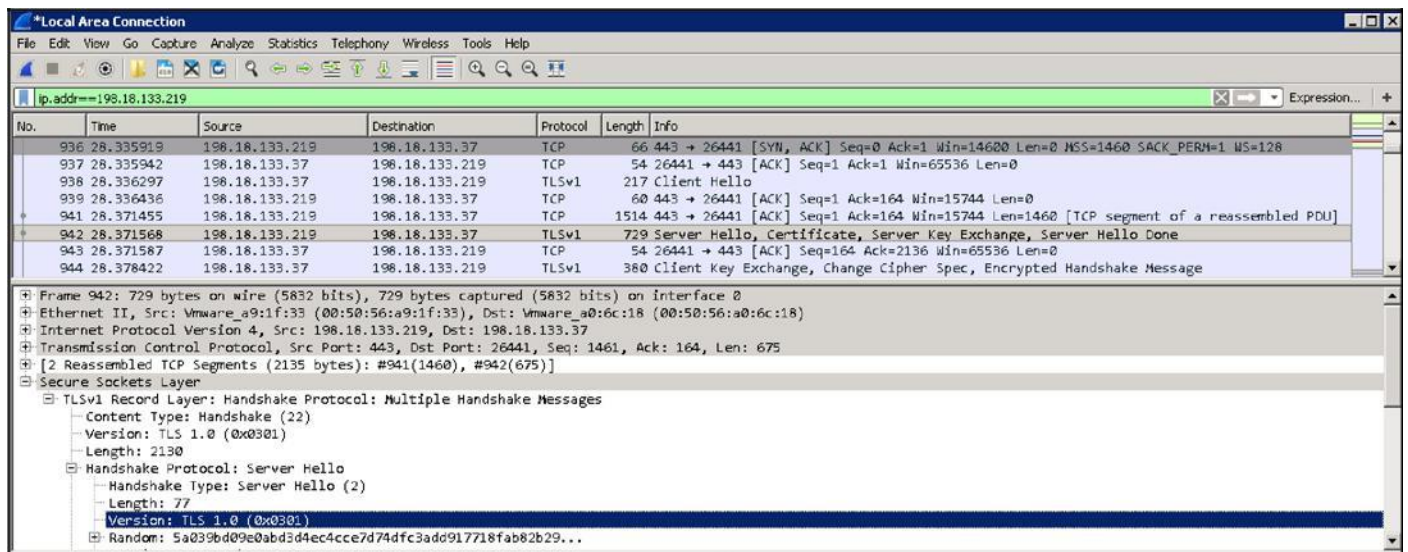 *Local Area Connection
File Edit View Go Capture Analyze Statistics Telephony Wireless Tools Help
ip.addr==198.18.133.219
Expression...
+
No. Time Source Destination Protocol Length Info
936 28.335919 198.18.133.219 198.18.133.37 TCP 66 443 → 26441 [SYN, ACK] Seq=0 Ack=1 Win=14600 Len=0 MSS=1460 SACK_PERM=1 WS=128
937 28.335942 198.18.133.37 198.18.133.219 TCP 54 26441 → 443 [ACK] Seq=1 Ack=1 Win=65536 Len=0
938 28.336297 198.18.133.37 198.18.133.219 TLSv1 217 Client Hello
939 28.336436 198.18.133.219 198.18.133.37 TCP 60 443 → 26441 [ACK] Seq=1 Ack=164 Win=15744 Len=0
941 28.371455 198.18.133.219 198.18.133.37 TCP 1514 443 → 26441 [ACK] Seq=1 Ack=164 Win=15744 Len=1460 [TCP segment of a reassembled PDU]
942 28.371568 198.18.133.219 198.18.133.37 TLSv1 729 Server Hello, Certificate, Server Key Exchange, Server Hello Done
943 28.371587 198.18.133.37 198.18.133.219 TCP 54 26441 → 443 [ACK] Seq=164 Ack=2136 Win=65536 Len=0
944 28.378422 198.18.133.37 198.18.133.219 TLSv1 380 Client Key Exchange, Change Cipher Spec, Encrypted Handshake Message
Frame 942: 729 bytes on wire (5832 bits), 729 bytes captured (5832 bits) on interface 0
Ethernet II, Src: Vmware_a9:1f:33 (00:50:56:a9:1f:33), Dst: Vmware_a0:6c:18 (00:50:56:a0:6c:18)
Internet Protocol Version 4, Src: 198.18.133.219, Dst: 198.18.133.37
Transmission Control Protocol, Src Port: 443, Dst Port: 26441, Seq: 1461, Ack: 164, Len: 675
[2 Reassembled TCP Segments (2135 bytes): #941(1460), #942(675)]
Secure Sockets Layer
TLSv1 Record Layer: Handshake Protocol: Multiple Handshake Messages
Content Type: Handshake (22)
Version: TLS 1.0 (0x0301)
Length: 2130
Handshake Protocol: Server Hello
Handshake Type: Server Hello (2)
Length: 77
Version: TLS 1.0 (0x0301)
Random: 5a039bd09e0abd3d4ec4cce7d74dfc3add917718fab82b29...